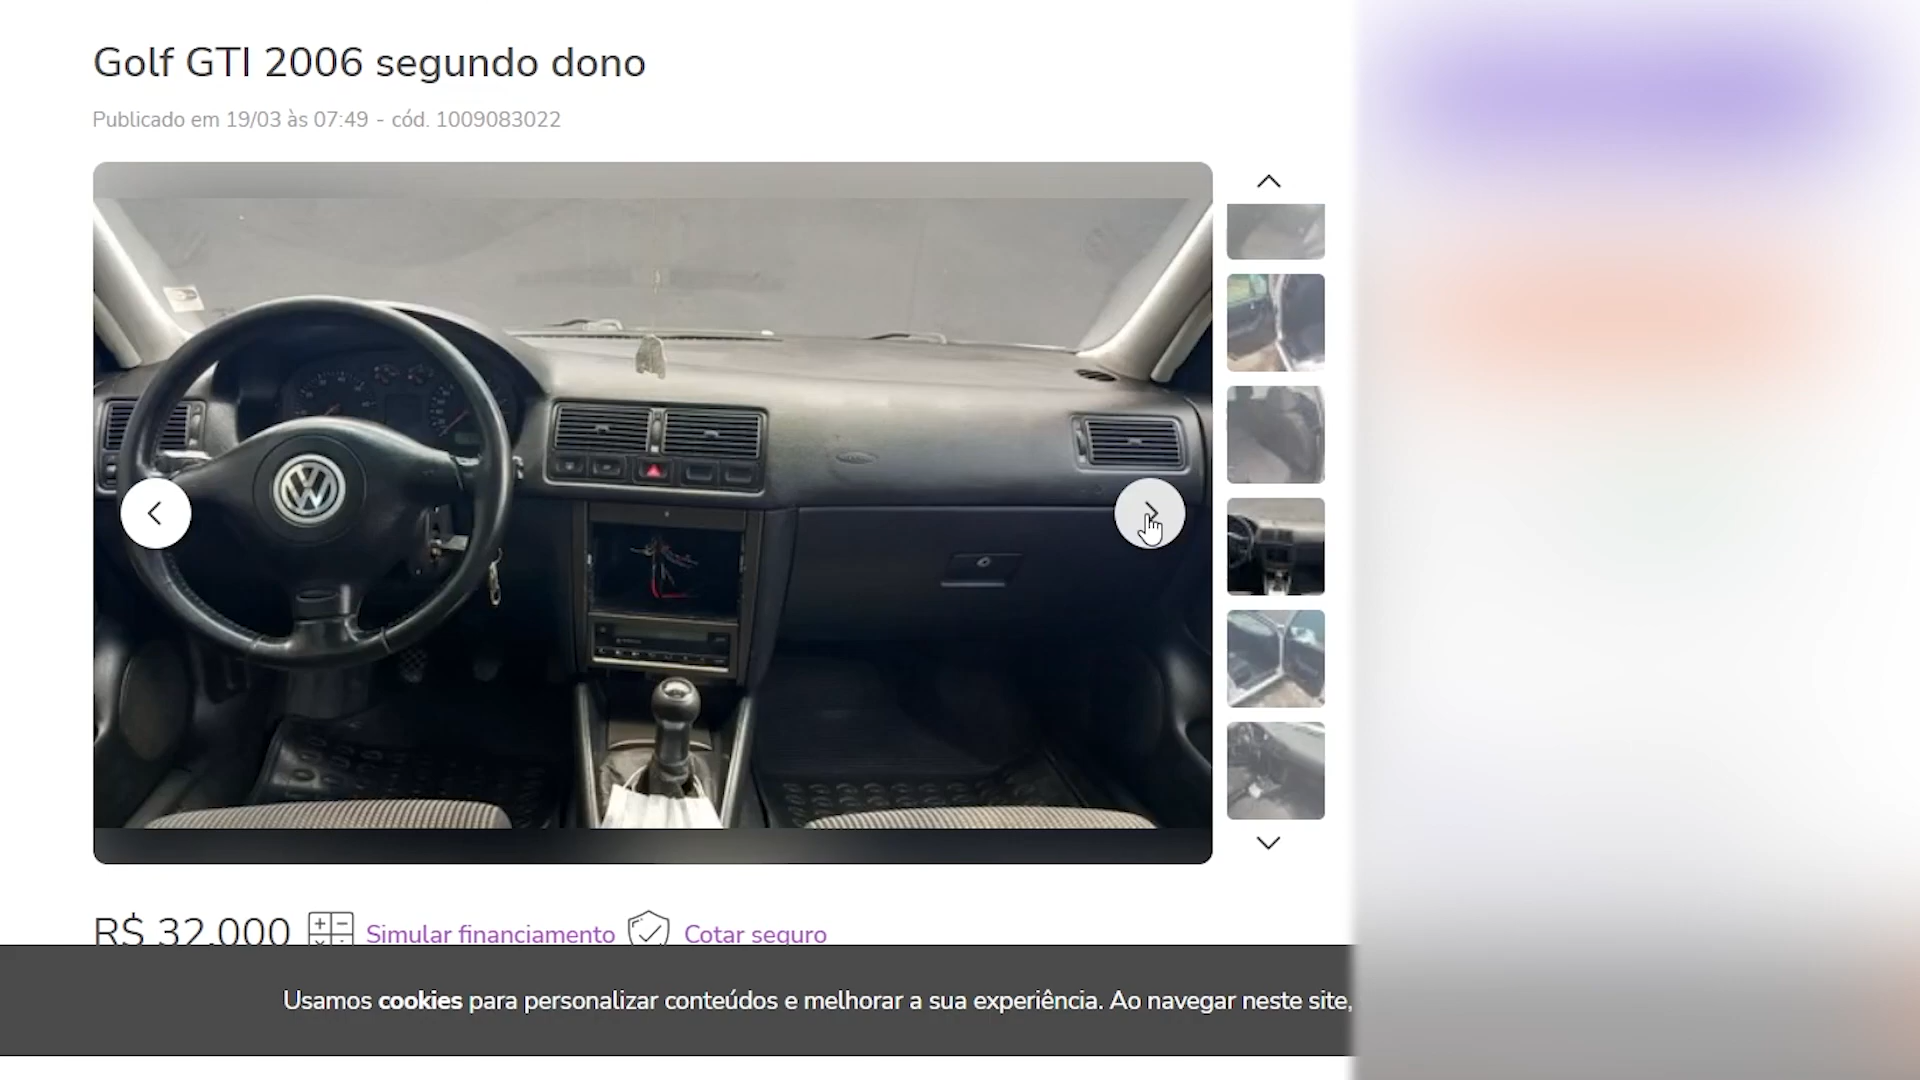 Golf GTI 2006 segundo dono
Publicado em 19/03 às 07:49 - cód. 1009083022
R$ 32.000
Simular financiamento
Cotar seguro
Usamos cookies para personalizar conteúdos e melhorar a sua experiência. Ao navegar neste site,